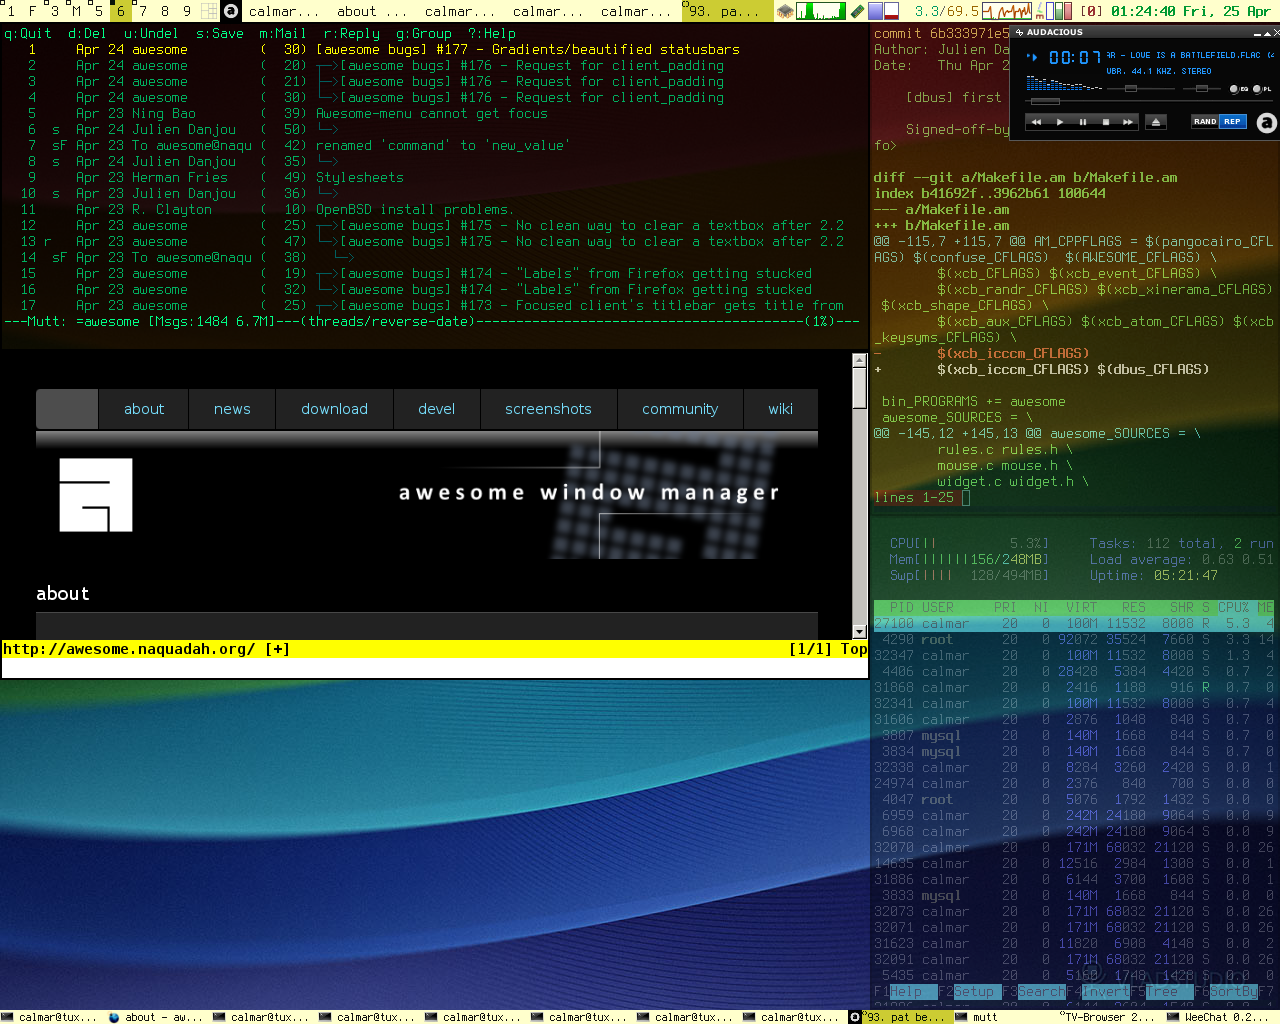 1 F 3 M 5 6 7 8 9 calmar... about ... calmar... calmar... calmar... "93. pa... 3.3/69.5 [0] 01:24:40 Fri, 25 Apr
q:Quit d:Del u:Undel s:Save m:Mail r:Reply g:Group ?:Help
1 Apr 24 awesome ( 30) [awesome bugs] #177 - Gradients/beautified statusbars
2 Apr 24 awesome ( 20) ┬─>[awesome bugs] #176 - Request for client_padding
3 Apr 24 awesome ( 21) ├─>[awesome bugs] #176 - Request for client_padding
4 Apr 24 awesome ( 38) └─>[awesome bugs] #176 - Request for client_padding
5 Apr 23 Ning Bao ( 39) Awesome-menu cannot get focus
6 s Apr 24 Julien Danjou ( 50) └─>
7 sF Apr 23 To awesome@naqu ( 42) renamed 'command' to 'new_value'
8 s Apr 24 Julien Danjou ( 35) └─>
9 Apr 23 Herman Fries ( 49) Stylesheets
10 s Apr 23 Julien Danjou ( 36) └─>
11 Apr 23 R. Clayton ( 10) OpenBSD install problems.
12 Apr 23 awesome ( 25) ┬─>[awesome bugs] #175 - No clean way to clear a textbox after 2.2
13 r Apr 23 awesome ( 47) └─>[awesome bugs] #175 - No clean way to clear a textbox after 2.2
14 sF Apr 23 To awesome@naqu ( 38) └─>
15 Apr 23 awesome ( 19) ┬─>[awesome bugs] #174 - "Labels" from Firefox getting stucked
16 Apr 23 awesome ( 32) └─>[awesome bugs] #174 - "Labels" from Firefox getting stucked
17 Apr 23 awesome ( 25) ┬─>[awesome bugs] #173 - Focused client's titlebar gets title from
---Mutt: =awesome [Msgs:1484 6.7M]---(threads/reverse-date)---(1%)---
about news download devel screenshots community wiki
awesome window manager
about
http://awesome.naquadah.org/ [+] [1/1] Top
commit 6b333971e5
Author: Julien Da
Date: Thu Apr 2
[dbus] first
Signed-off-by
fo>
diff --git a/Makefile.am b/Makefile.am
index b41692f..3962b61 100644
--- a/Makefile.am
+++ b/Makefile.am
@@ -115,7 +115,7 @@ AM_CPPFLAGS = $(pangocairo_CFL
AGS) $(confuse_CFLAGS) $(AWESOME_CFLAGS) \
$(xcb_CFLAGS) $(xcb_event_CFLAGS) \
$(xcb_randr_CFLAGS) $(xcb_xinerama_CFLAGS)
$(xcb_shape_CFLAGS) \
$(xcb_aux_CFLAGS) $(xcb_atom_CFLAGS) $(xcb
_keysyms_CFLAGS) \
- $(xcb_icccm_CFLAGS)
+ $(xcb_icccm_CFLAGS) $(dbus_CFLAGS)
bin_PROGRAMS += awesome
awesome_SOURCES = \
@@ -145,12 +145,13 @@ awesome_SOURCES = \
rules.c rules.h \
mouse.c mouse.h \
widget.c widget.h \
lines 1-25
AUDACIOUS
00:07 AR - LOVE IS A BATTLEFIELD.FLAC
VBR, 44.1 KHZ, STEREO
EQ PL
RAND REP
CPU[|| 5.3%] Tasks: 112 total, 2 run
Mem[||||||156/248MB] Load average: 0.63 0.51
Swp[|||| 128/494MB] Uptime: 05:21:47
PID USER PRI NI VIRT RES SHR S CPU% ME
27100 calmar 20 0 100M 11532 8008 R 5.3 4
4290 root 20 0 92072 35524 7660 S 3.3 14
32347 calmar 20 0 100M 11532 8008 S 1.3 4
4406 calmar 20 0 28428 5384 4420 S 0.7 2
31868 calmar 20 0 2416 1188 916 R 0.7 0
32341 calmar 20 0 100M 11532 8008 S 0.7 4
31606 calmar 20 0 2876 1048 840 S 0.7 0
3807 mysql 20 0 140M 1668 844 S 0.7 0
3834 mysql 20 0 140M 1668 844 S 0.7 0
32338 calmar 20 0 8284 3260 2420 S 0.0 1
24974 calmar 20 0 2376 840 700 S 0.0 0
4047 root 20 0 5076 1792 1432 S 0.0 0
6959 calmar 20 0 242M 24180 9064 S 0.0 9
6968 calmar 20 0 242M 24180 9064 S 0.0 9
32070 calmar 20 0 171M 68032 21120 S 0.0 26
14635 calmar 20 0 12516 2984 1308 S 0.0 1
31886 calmar 20 0 6144 3700 1608 S 0.0 1
3833 mysql 20 0 140M 1668 844 S 0.0 0
32073 calmar 20 0 171M 68032 21120 S 0.0 26
32071 calmar 20 0 171M 68032 21120 S 0.0 26
31623 calmar 20 0 11820 6908 4148 S 0.0 2
32091 calmar 20 0 171M 68032 21120 S 0.0 26
5435 calmar 20 0 5160 1748 1428 S 0.0 0
F1Help F2Setup F3Search F4Invert F5Tree F6SortBy F7
calmar@tux... about - aw... calmar@tux... calmar@tux... calmar@tux... calmar@tux... calmar@tux... calmar@tux... "93. pat be... mutt "TV-Browser 2... WeeChat 0.2...